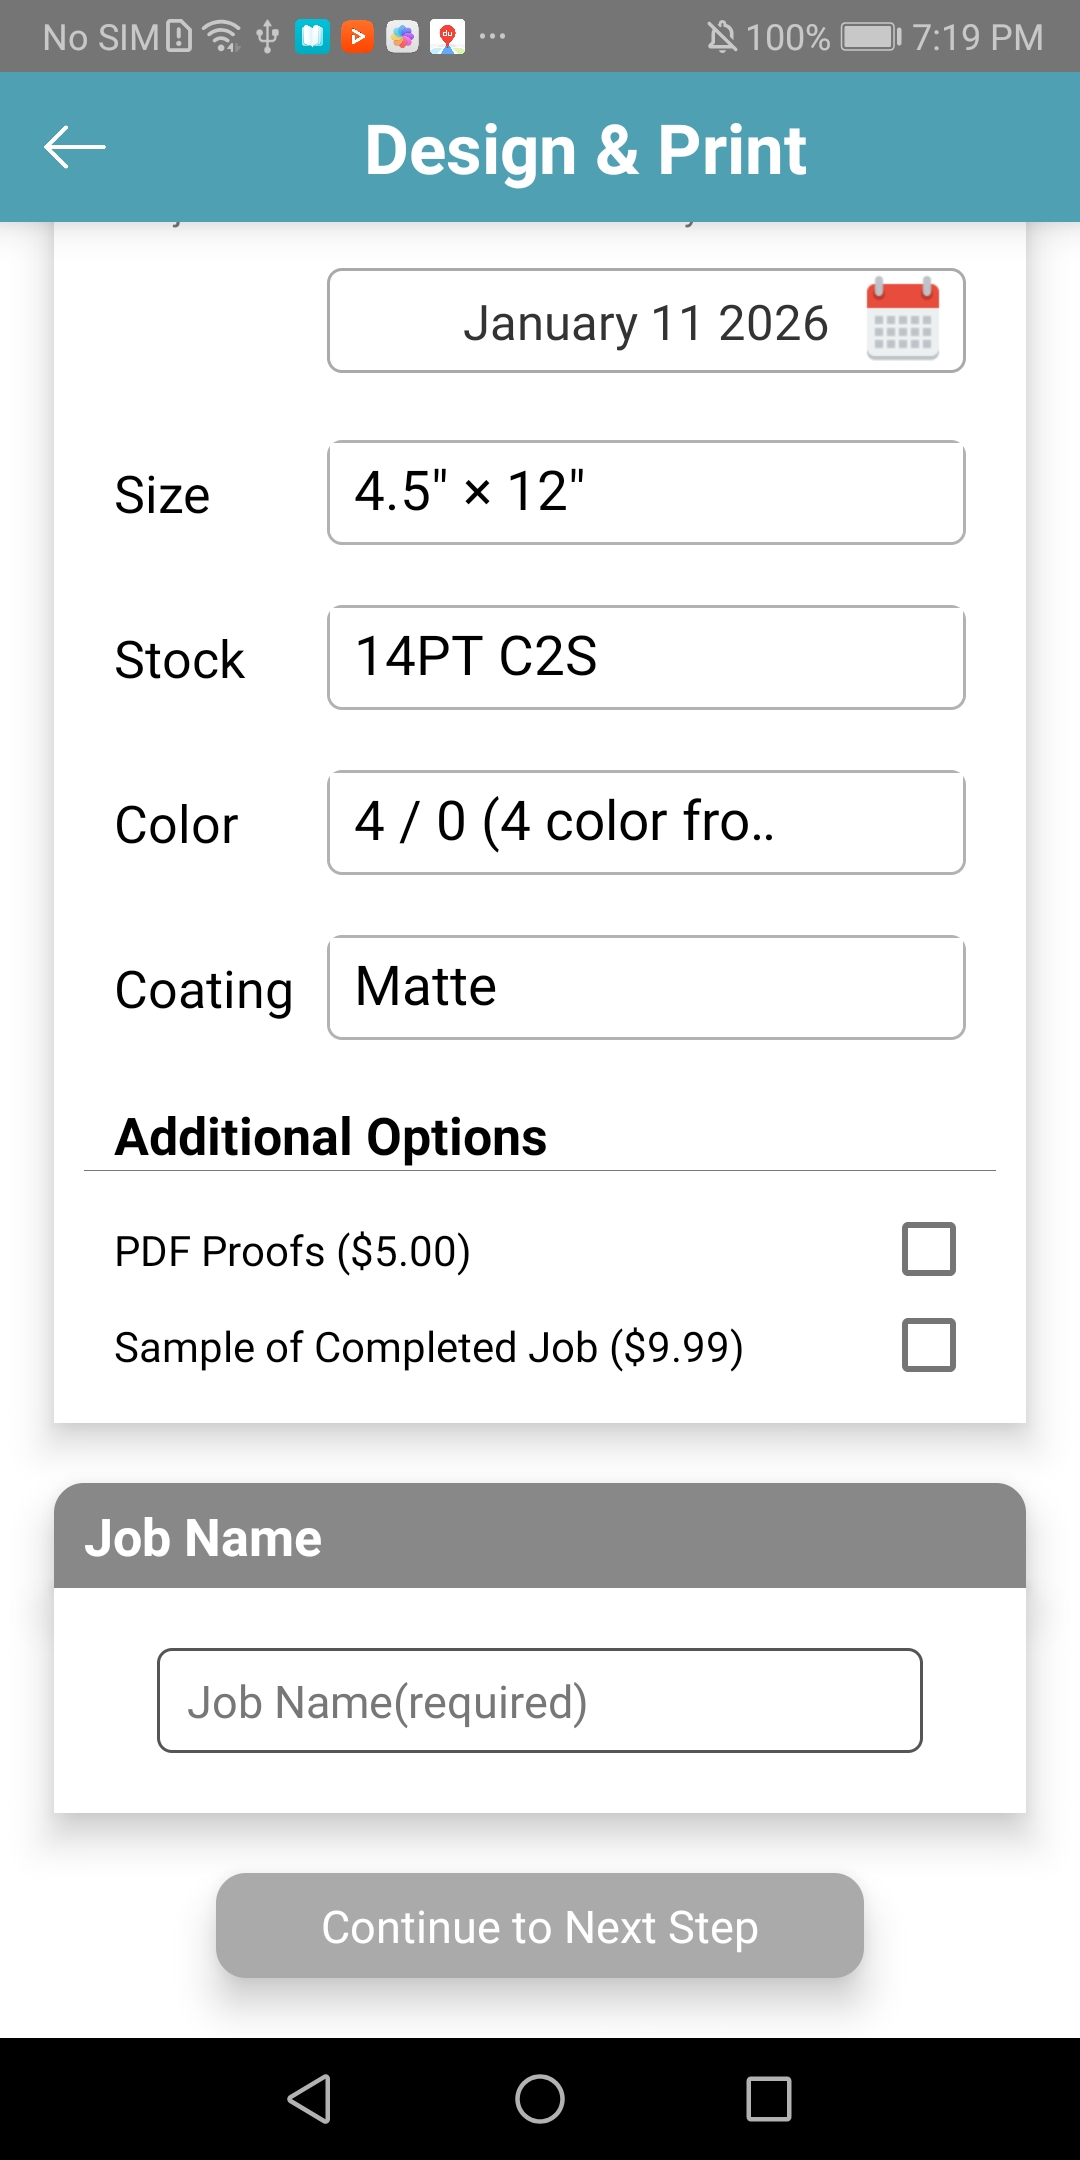 No SIM 100% 7:19 PM
Design & Print
January 11 2026
Size 4.5" × 12"
Stock 14PT C2S
Color 4 / 0 (4 color fro..
Coating Matte
Additional Options
PDF Proofs ($5.00)
Sample of Completed Job ($9.99)
Job Name
Job Name(required)
Continue to Next Step